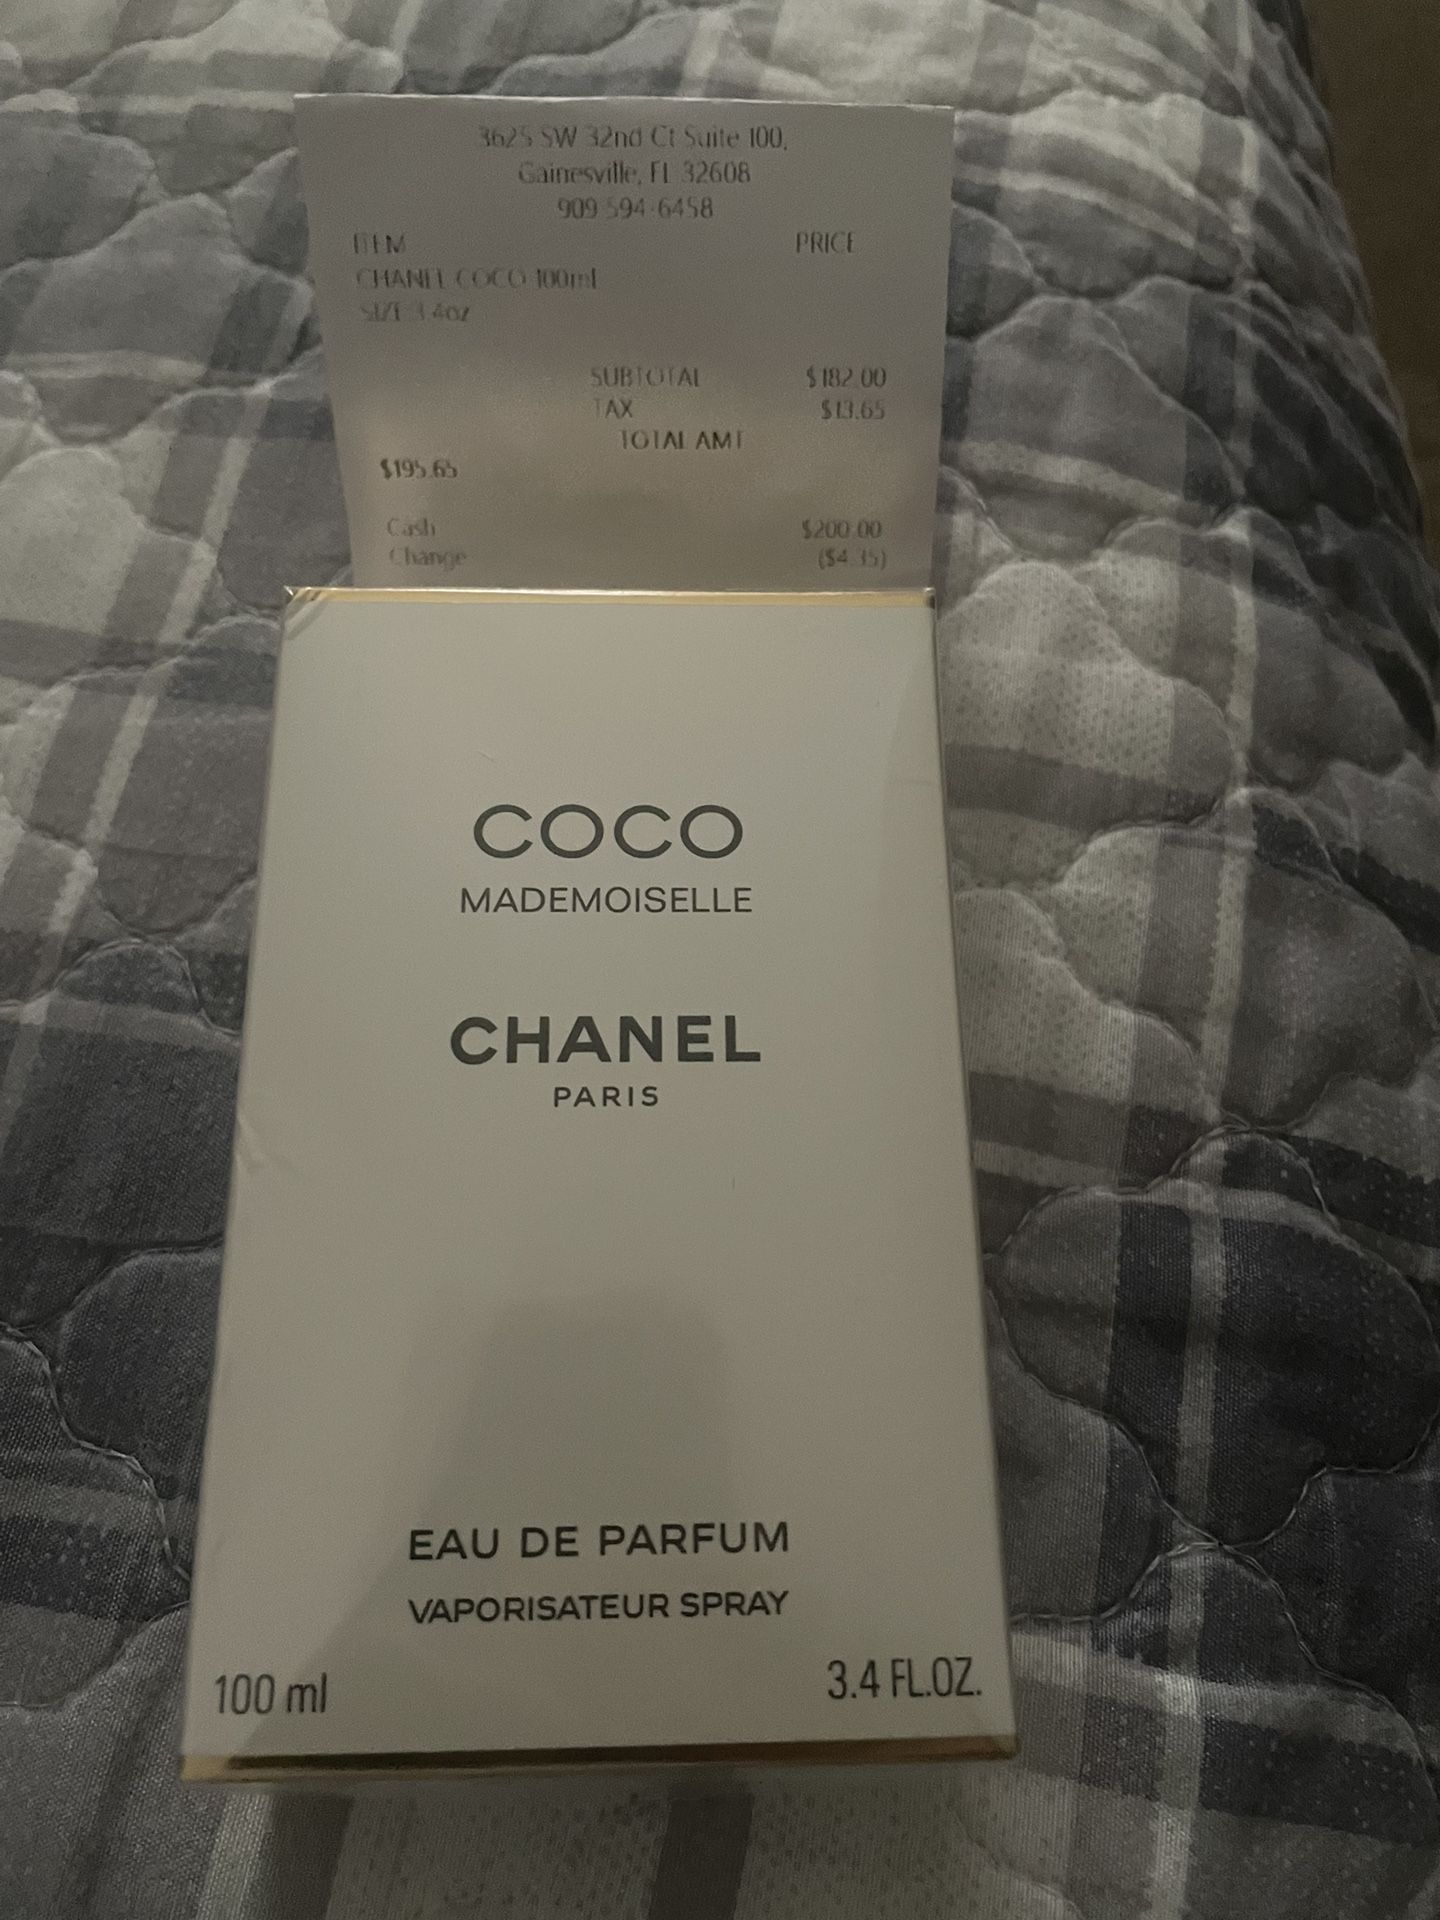 3625 SW 32nd Ct Suite 100,
Gainesville, FL 32608
909 594-6458
ITEM PRICE
CHANEL COCO 100ml
SIZE 3.4oz
SUBTOTAL $182.00
TAX $13.65
TOTAL AMT
$195.65
Cash $200.00
Change ($4.35)
COCO
MADEMOISELLE
CHANEL
PARIS
EAU DE PARFUM
VAPORISATEUR SPRAY
100 ml 3.4 FL.OZ.